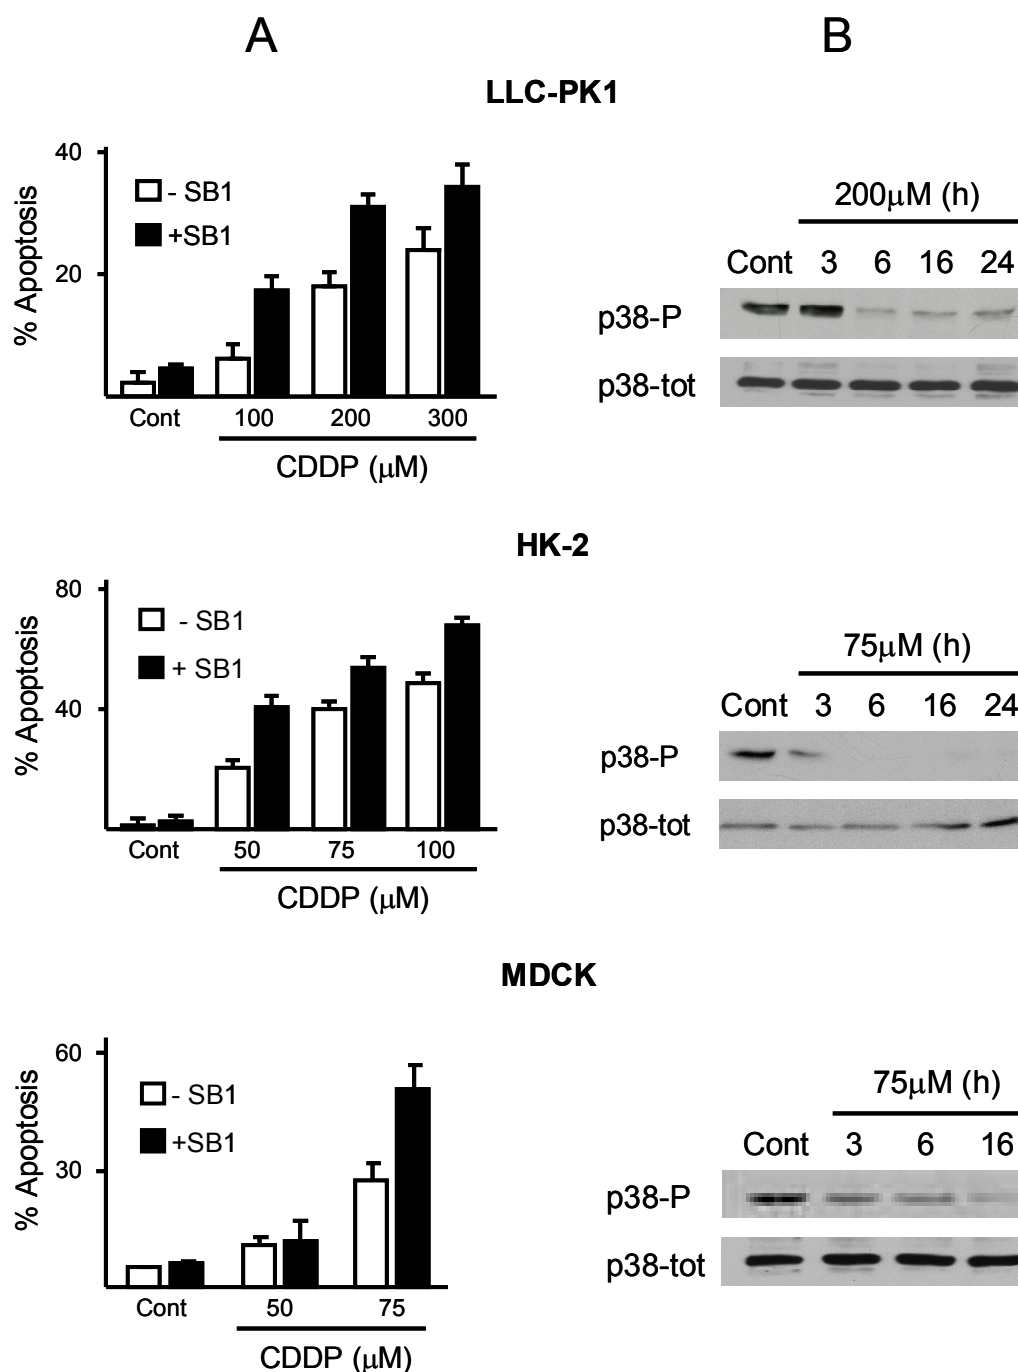 A
B
LLC-PK1
40
20
% Apoptosis
- SB1
+SB1
Cont 100 200 300
CDDP (μM)
200μM (h)
Cont 3 6 16 24
p38-P
p38-tot
HK-2
80
40
% Apoptosis
- SB1
+ SB1
Cont 50 75 100
CDDP (μM)
75μM (h)
Cont 3 6 16 24
p38-P
p38-tot
MDCK
60
30
% Apoptosis
- SB1
+SB1
Cont 50 75
CDDP (μM)
75μM (h)
Cont 3 6 16
p38-P
p38-tot